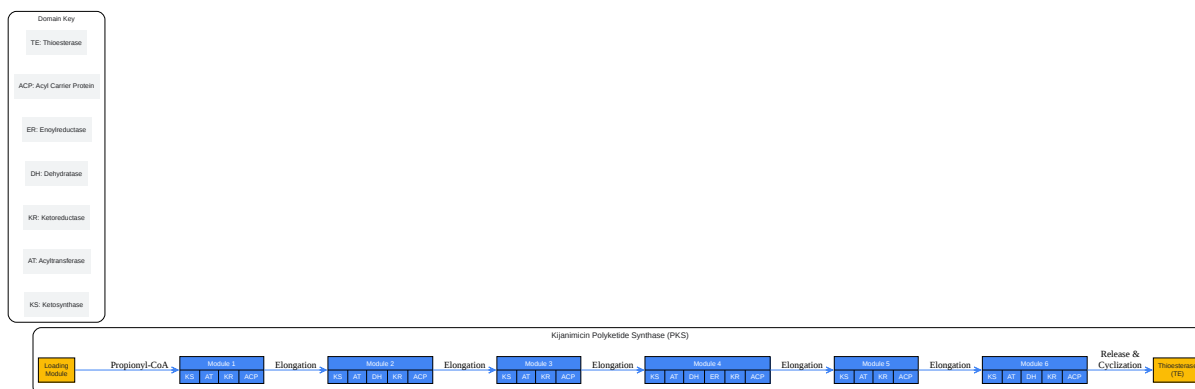 Domain Key
TE: Thioesterase
ACP: Acyl Carrier Protein
ER: Enoylreductase
DH: Dehydratase
KR: Ketoreductase
AT: Acyltransferase
KS: Ketosynthase
Kijanimicin Polyketide Synthase (PKS)
Loading
Module
Propionyl-CoA
Module 1
KS AT KR ACP
Elongation
Module 2
KS AT DH KR ACP
Elongation
Module 3
KS AT KR ACP
Elongation
Module 4
KS AT DH ER KR ACP
Elongation
Module 5
KS AT KR ACP
Elongation
Module 6
KS AT DH KR ACP
Release &
Cyclization
Thioesterase
(TE)